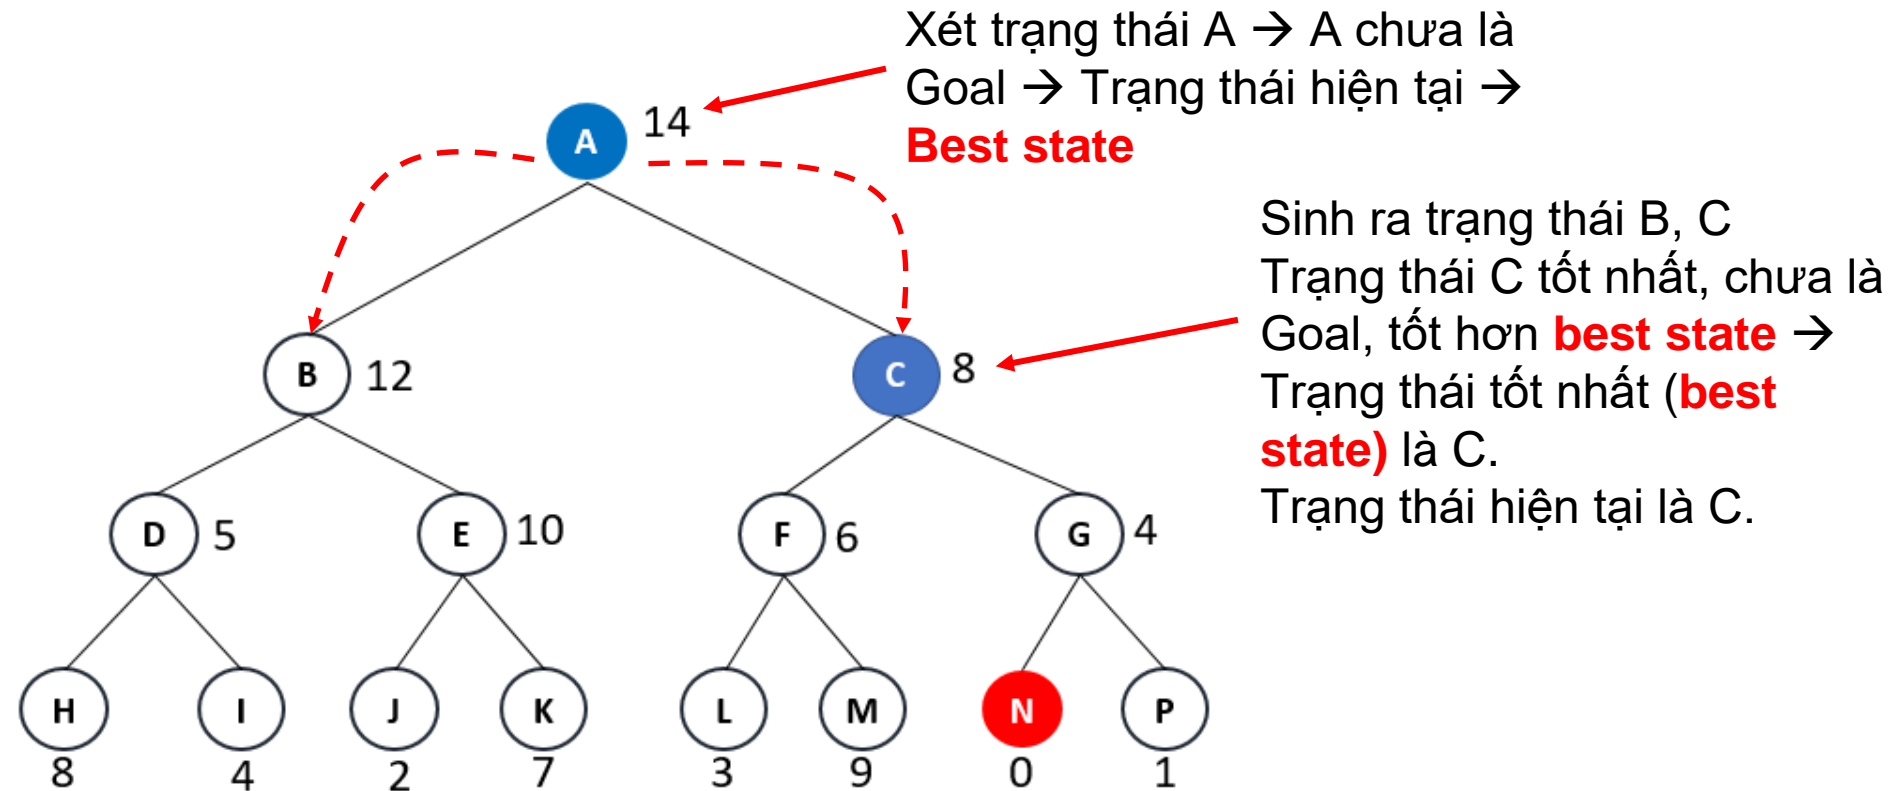 Xét trạng thái A → A chưa là
Goal → Trạng thái hiện tại →
Best state
A 14
Sinh ra trạng thái B, C
Trạng thái C tốt nhất, chưa là
Goal, tốt hơn best state →
Trạng thái tốt nhất (best
state) là C.
Trạng thái hiện tại là C.
B 12 C 8
D 5 E 10 F 6 G 4
H I J K L M N P
8 4 2 7 3 9 0 1